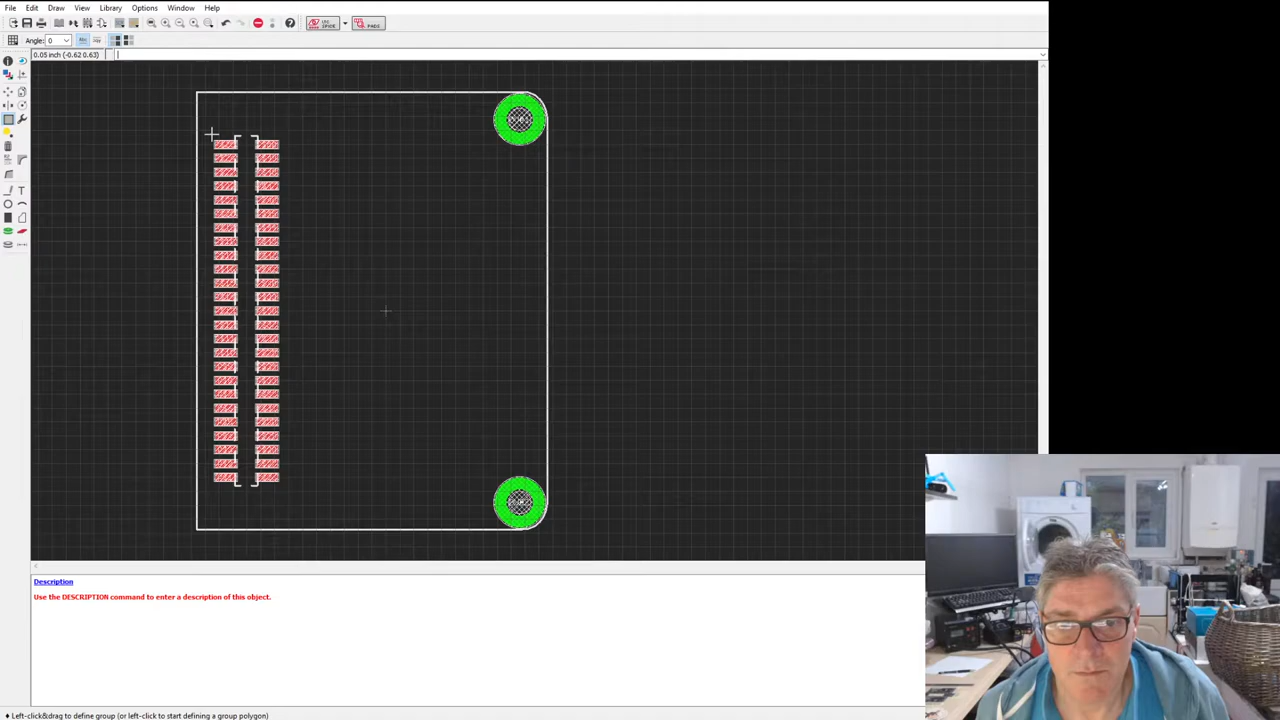 File Edit Draw View Library Options Window Help
Angle: 0
0.05 inch (-0.62 0.63)
Description
Use the DESCRIPTION command to enter a description of this object.
Left-click&drag to define group (or left-click to start defining a group polygon)